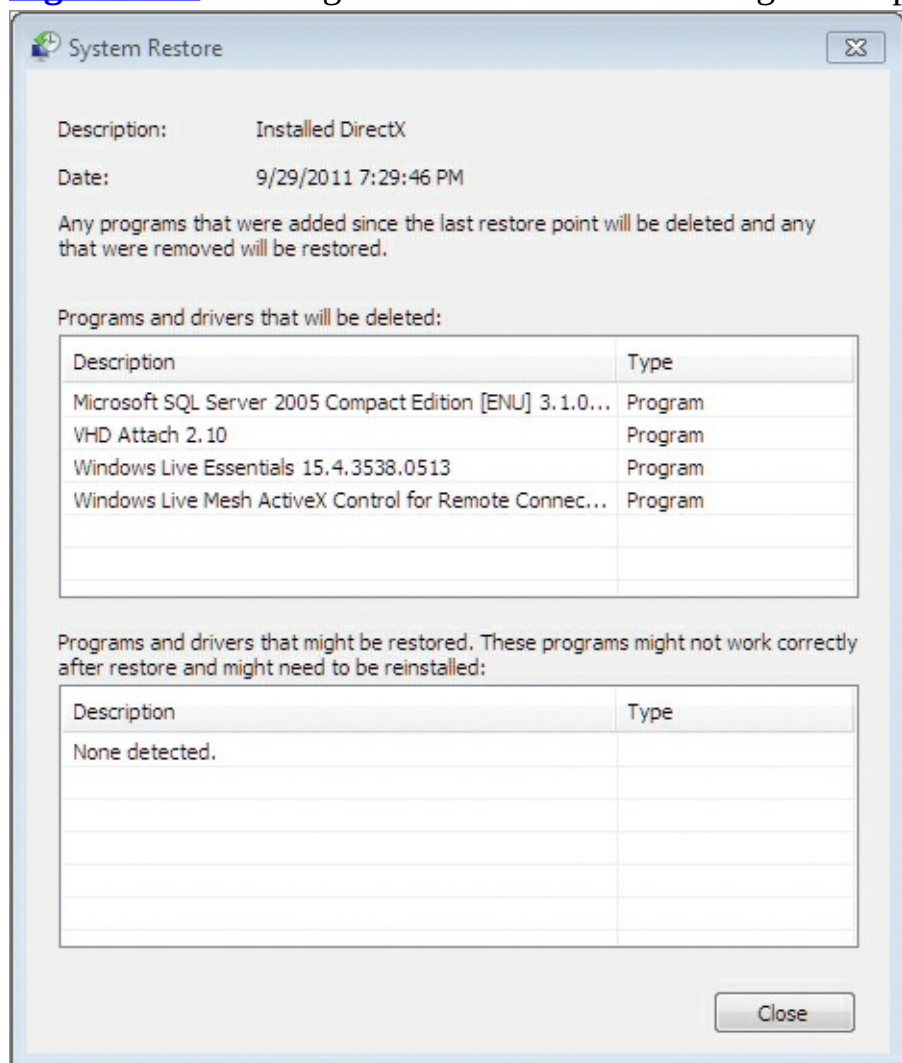 System Restore
Description: Installed DirectX
Date: 9/29/2011 7:29:46 PM
Any programs that were added since the last restore point will be deleted and any
that were removed will be restored.
Programs and drivers that will be deleted:
Description Type
Microsoft SQL Server 2005 Compact Edition [ENU] 3.1.0... Program
VHD Attach 2.10 Program
Windows Live Essentials 15.4.3538.0513 Program
Windows Live Mesh ActiveX Control for Remote Connec... Program
Programs and drivers that might be restored. These programs might not work correctly
after restore and might need to be reinstalled:
Description Type
None detected.
Close